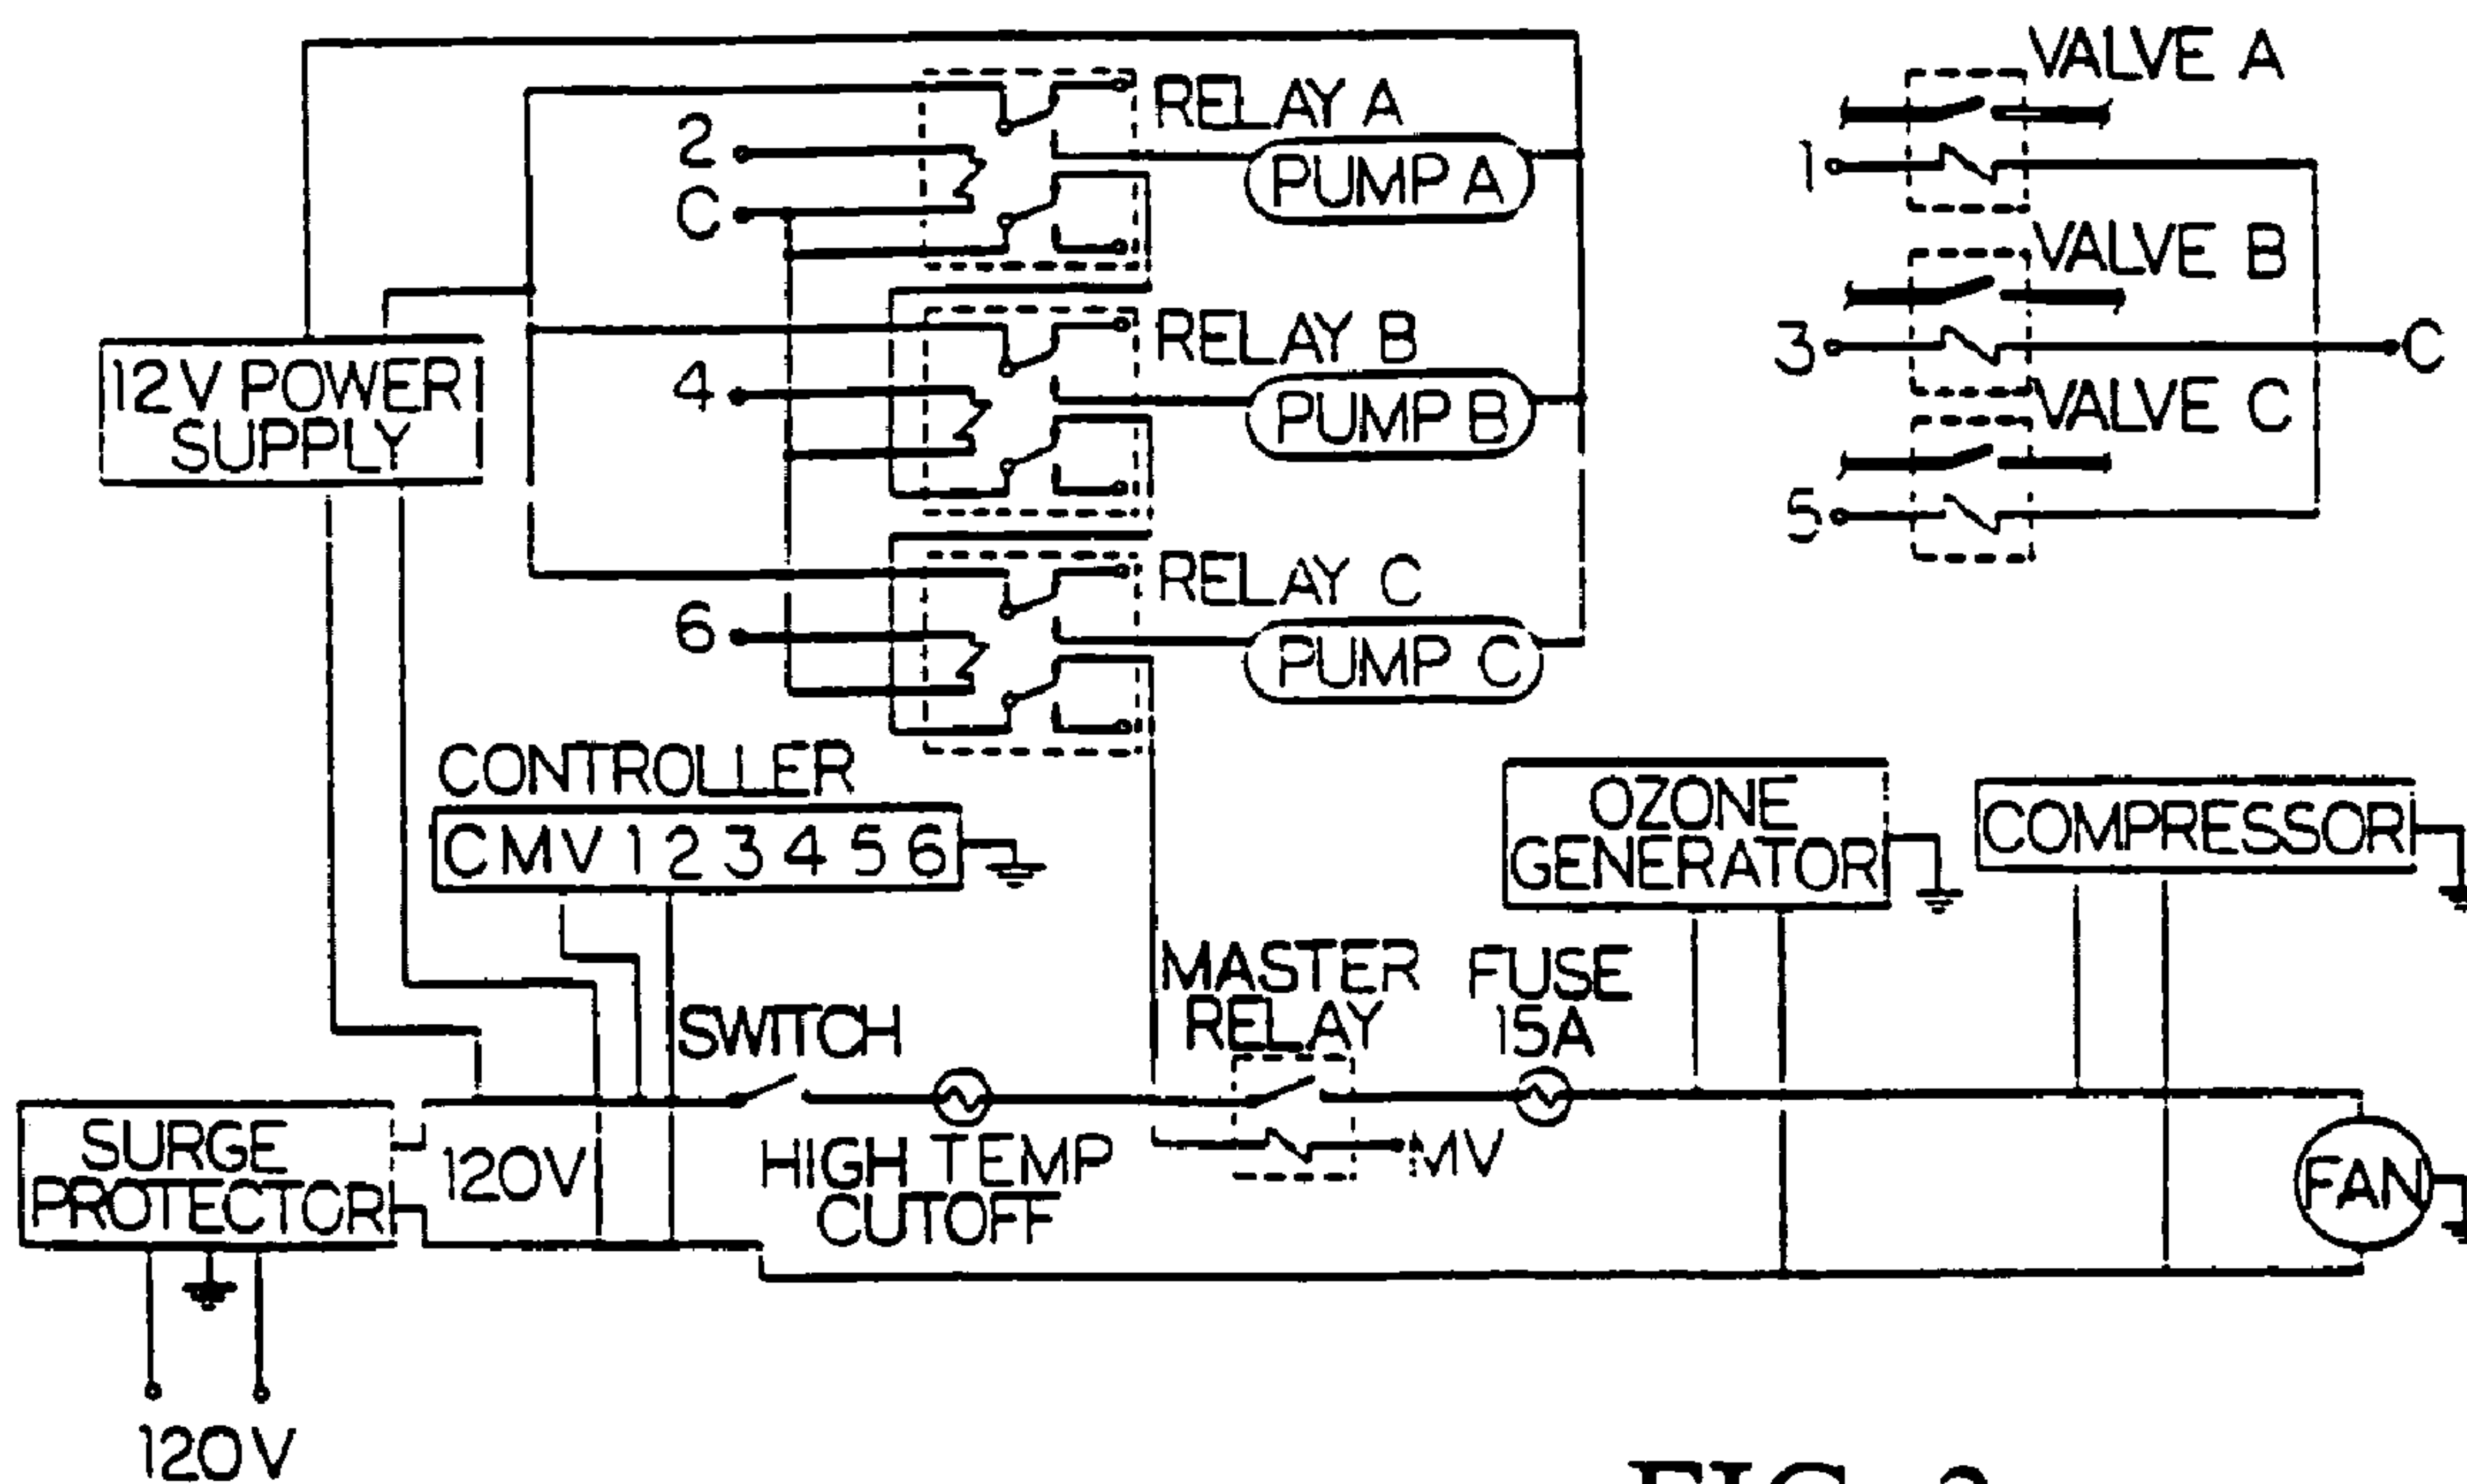 VALVE A
RELAY A
2
PUMP A
1
C
VALVE B
RELAY B
3
C
12V POWER
SUPPLY
4
PUMP B
VALVE C
5
RELAY C
6
PUMP C
CONTROLLER
C MV 1 2 3 4 5 6
OZONE
GENERATOR
COMPRESSOR
MASTER
RELAY
FUSE
15A
SWITCH
SURGE
PROTECTOR
120V
HIGH TEMP
CUTOFF
MV
FAN
120V